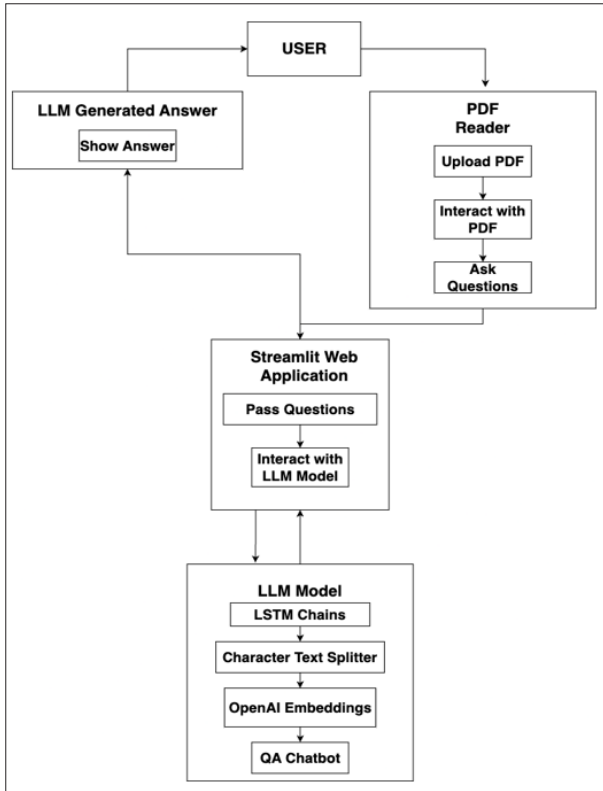 USER
LLM Generated Answer
Show Answer
PDF
Reader
Upload PDF
Interact with
PDF
Ask
Questions
Streamlit Web
Application
Pass Questions
Interact with
LLM Model
LLM Model
LSTM Chains
Character Text Splitter
OpenAI Embeddings
QA Chatbot